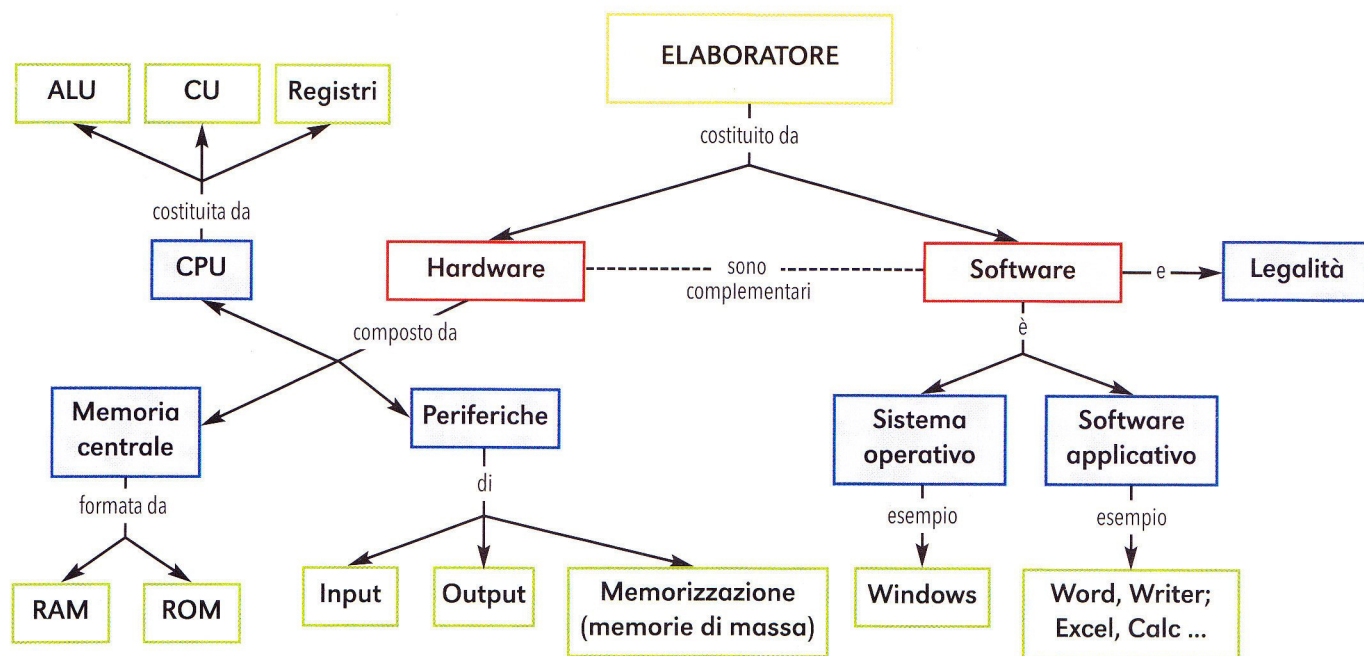 ELABORATORE
costituito da
ALU
CU
Registri
costituita da
CPU
Hardware
sono
complementari
Software
e
Legalità
composto da
è
Memoria
centrale
Periferiche
Sistema
operativo
Software
applicativo
formata da
di
esempio
esempio
RAM
ROM
Input
Output
Memorizzazione
(memorie di massa)
Windows
Word, Writer;
Excel, Calc ...